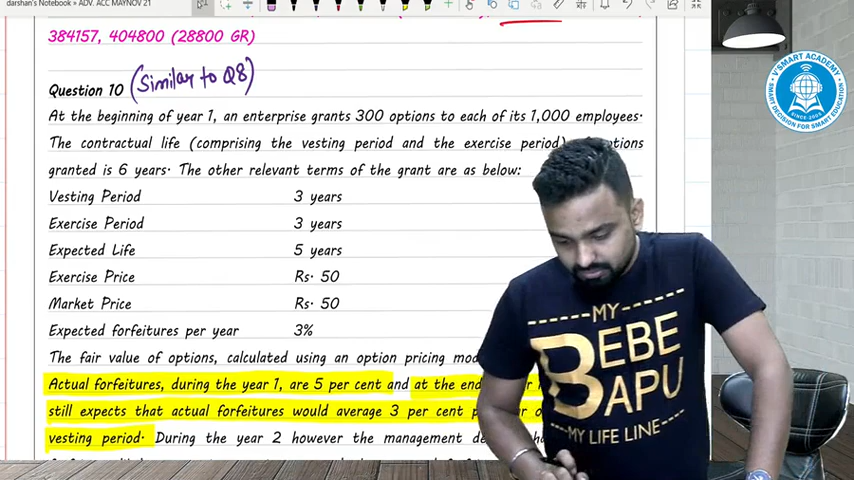 darshan's Notebook » ADV. ACC MAYNOV 21
384157, 404800 (28800 GR)
Question 10 (Similar to Q8)
At the beginning of year 1, an enterprise grants 300 options to each of its 1,000 employees.
The contractual life (comprising the vesting period and the exercise period)
granted is 6 years. The other relevant terms of the grant are as below:
Vesting Period 3 years
Exercise Period 3 years
Expected Life 5 years
Exercise Price Rs. 50
Market Price Rs. 50
Expected forfeitures per year 3%
The fair value of options, calculated using an option pricing
Actual forfeitures, during the year 1, are 5 per cent and at the
still expects that actual forfeitures would average 3 per cent
vesting period. During the year 2 however the management
V'SMART ACADEMY
SINCE-2003
SMART DECISION FOR SMART EDUCATION
MY
BEBE
BAPU
MY LIFE LINE